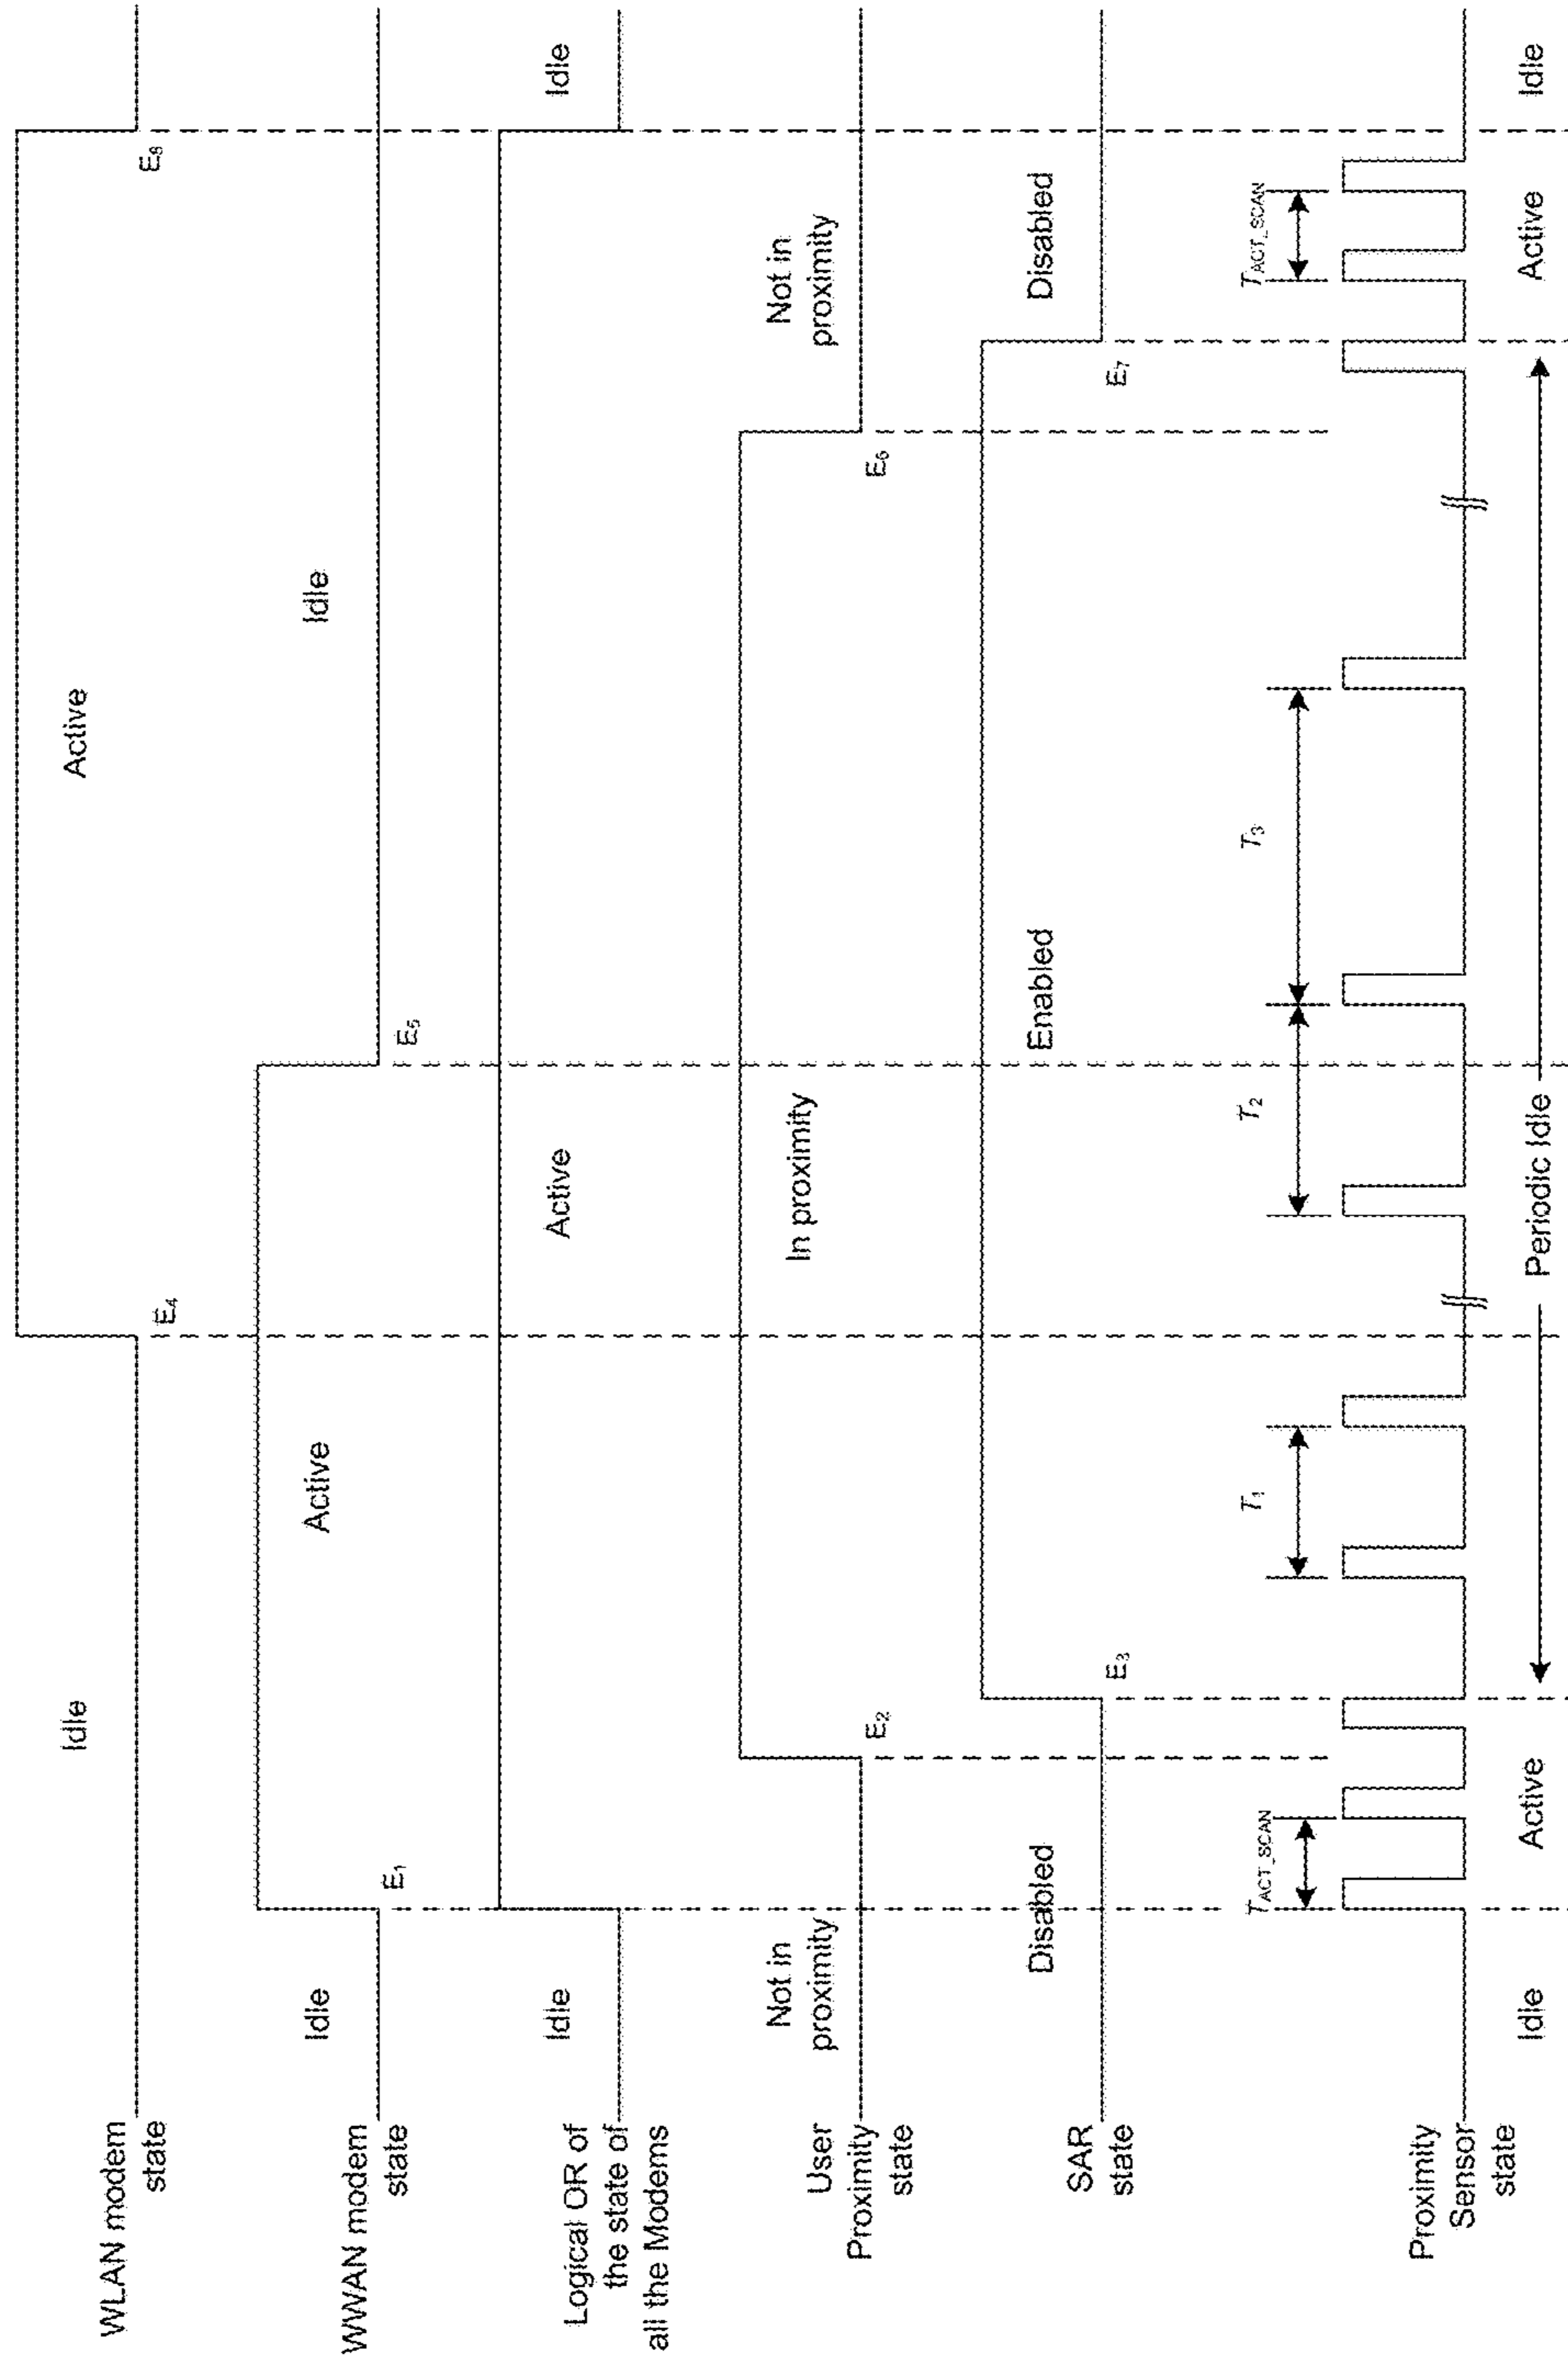 WLAN modem
state
Idle
E₄
Active
E₈
WWAN modem
state
Idle
E₁
Active
E₅
Idle
Logical OR of
the state of
all the Modems
Idle
Active
Idle
User
Proximity
state
Not in
proximity
E₂
In proximity
E₆
Not in
proximity
SAR
state
Disabled
E₃
Enabled
E₇
Disabled
T_ACT_SCAN
T₁
T₂
T₃
T_ACT_SCAN
Proximity
Sensor
state
Idle
Active
Periodic Idle
Active
Idle